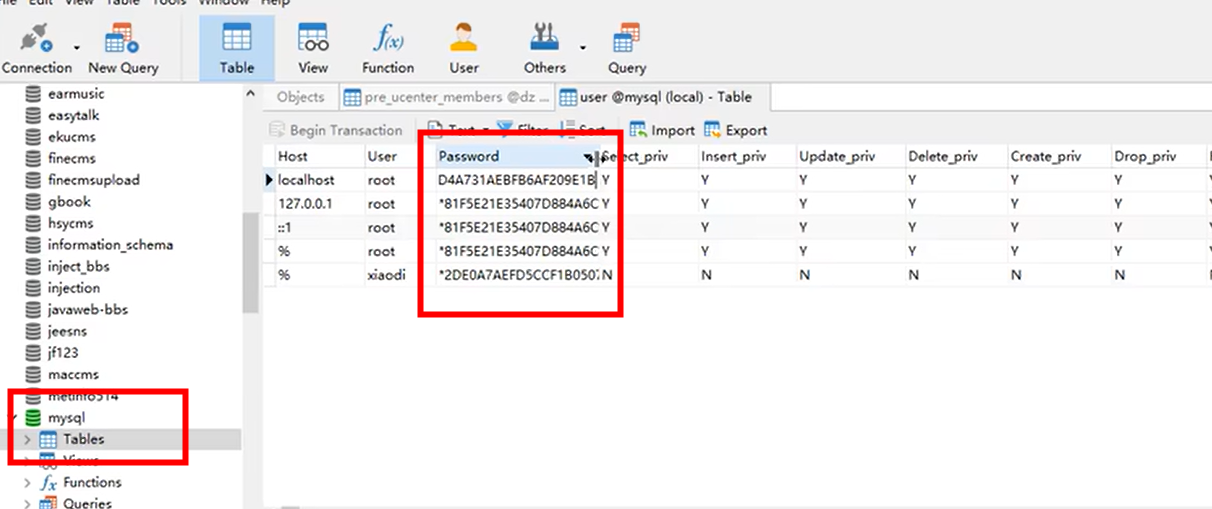 File Edit View Table Tools Window Help
Connection New Query Table View Function User Others Query
Objects pre_ucenter_members @dz ... user @mysql (local) - Table
Begin Transaction Text Filter Sort Import Export
Host User Password Select_priv Insert_priv Update_priv Delete_priv Create_priv Drop_priv
localhost root D4A731AEBFB6AF209E1B Y Y Y Y Y Y
127.0.0.1 root *81F5E21E35407D884A6C Y Y Y Y Y Y
::1 root *81F5E21E35407D884A6C Y Y Y Y Y Y
% root *81F5E21E35407D884A6C Y Y Y Y Y Y
% xiaodi *2DE0A7AEFD5CCF1B0507 N N N N N N
earmusic
easytalk
ekucms
finecms
finecmsupload
gbook
hsycms
information_schema
inject_bbs
injection
javaweb-bbs
jeesns
jf123
maccms
metinfo514
mysql
Tables
Views
Functions
Queries